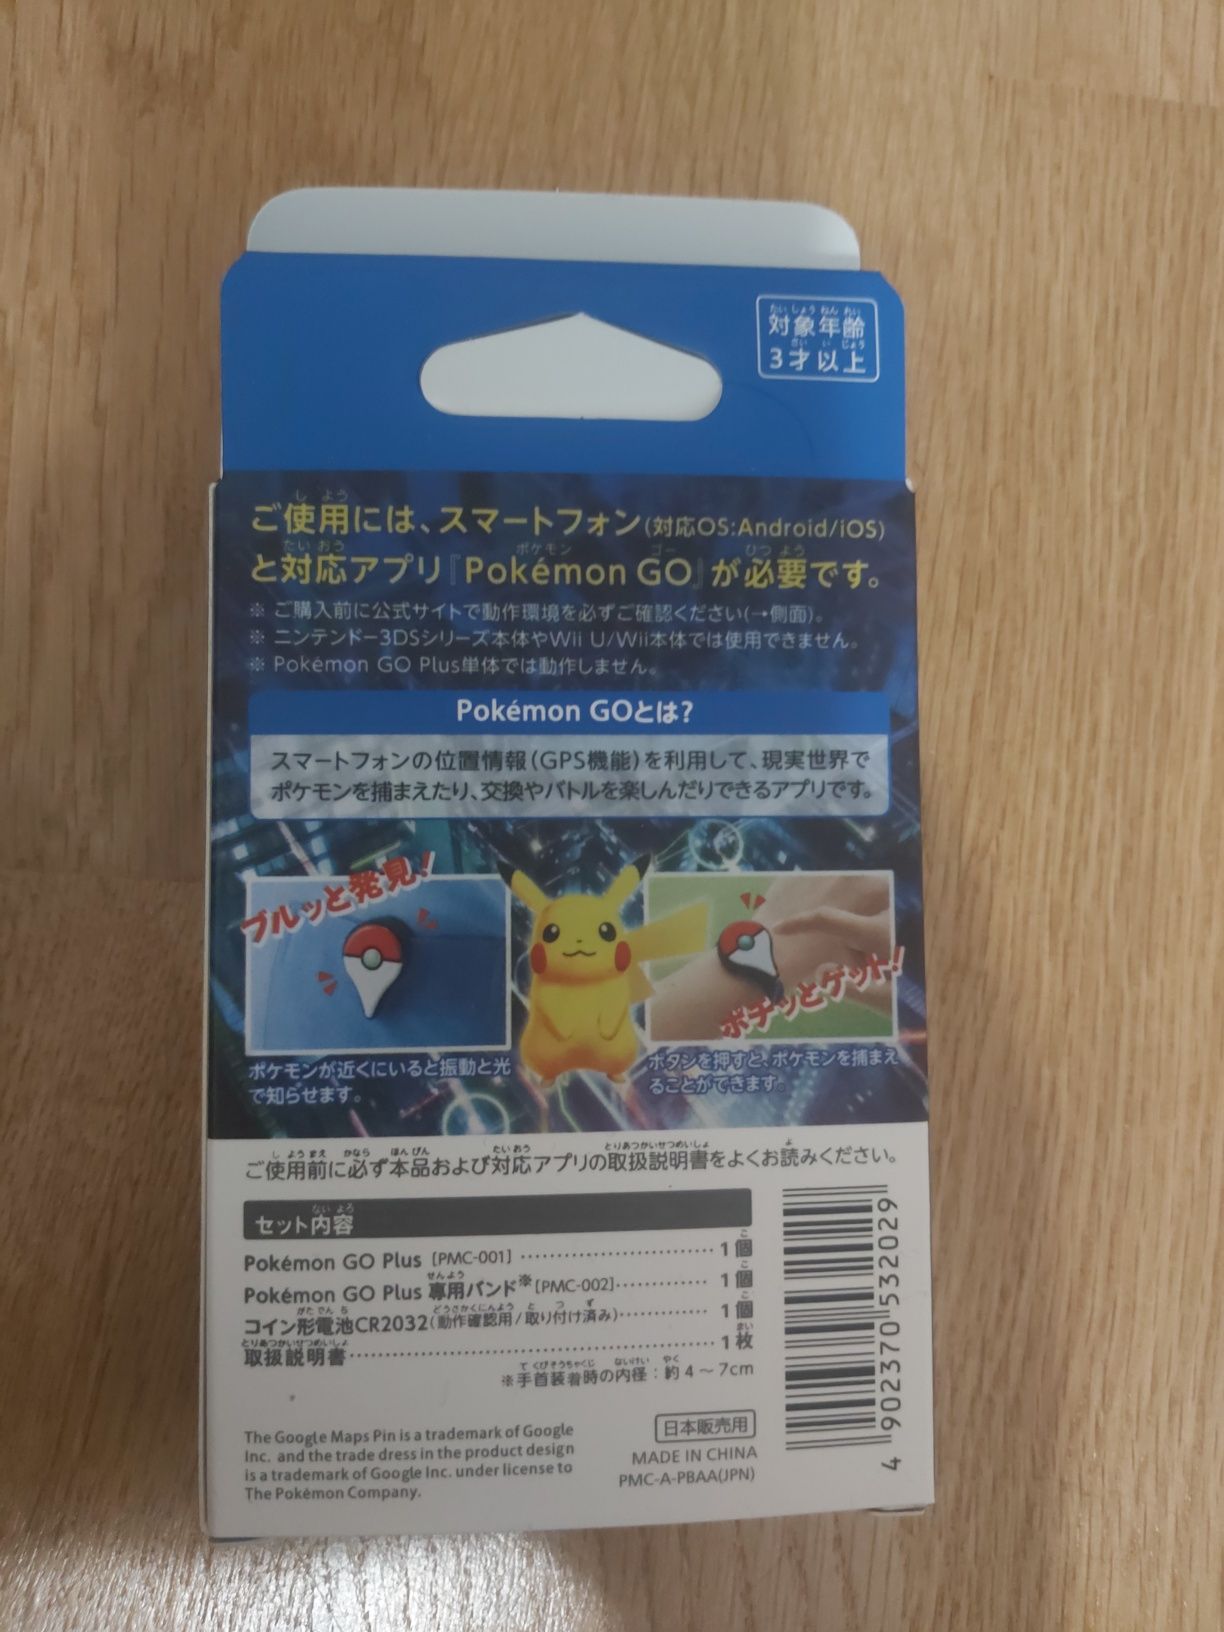 対象年齢
3才以上
ご使用には、スマートフォン(対応OS:Android/iOS)
と対応アプリ『Pokémon GO』が必要です。
※ ご購入前に公式サイトで動作環境を必ずご確認ください(→側面)。
※ ニンテンドー3DSシリーズ本体やWii U/Wii本体では使用できません。
※ Pokémon GO Plus単体では動作しません。
Pokémon GOとは?
スマートフォンの位置情報(GPS機能)を利用して、現実世界で
ポケモンを捕まえたり、交換やバトルを楽しんだりできるアプリです。
ブルッと発見!
ポチッとゲット!
ポケモンが近くにいると振動と光
で知らせます。
ボタンを押すと、ポケモンを捕まえ
ることができます。
ご使用前に必ず本品および対応アプリの取扱説明書をよくお読みください。
セット内容
Pokémon GO Plus [PMC-001] ……………………… 1個
Pokémon GO Plus 専用バンド※[PMC-002]………… 1個
コイン形電池CR2032(動作確認用/取り付け済み)………… 1個
取扱説明書……………………………………………… 1枚
※手首装着時の内径:約4～7cm
The Google Maps Pin is a trademark of Google
Inc. and the trade dress in the product design
is a trademark of Google Inc. under license to
The Pokémon Company.
日本販売用
MADE IN CHINA
PMC-A-PBAA(JPN)
4 902370 532029